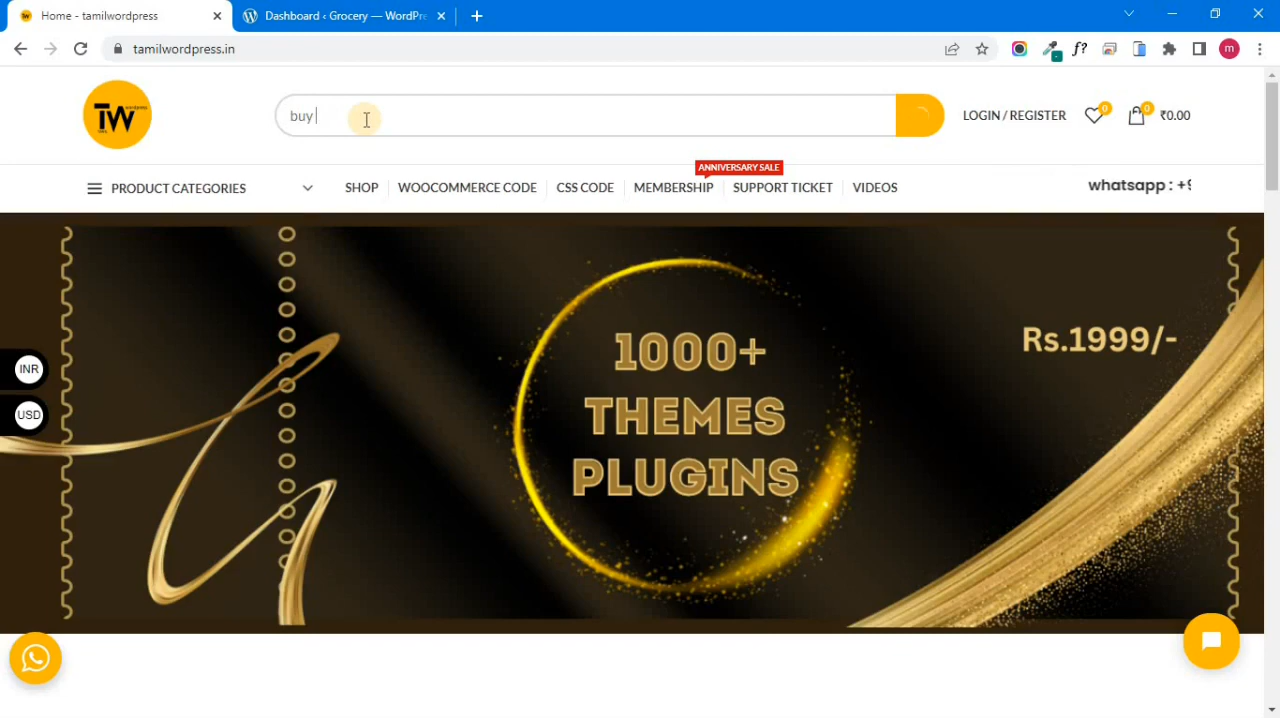 Home - tamilwordpress
Dashboard ‹ Grocery — WordPre
tamilwordpress.in
f?
m
wordpress
TW
buy
LOGIN / REGISTER
0
0
₹0.00
ANNIVERSARY SALE
PRODUCT CATEGORIES
SHOP
WOOCOMMERCE CODE
CSS CODE
MEMBERSHIP
SUPPORT TICKET
VIDEOS
whatsapp : +9
1000+
THEMES
PLUGINS
Rs.1999/-
INR
USD